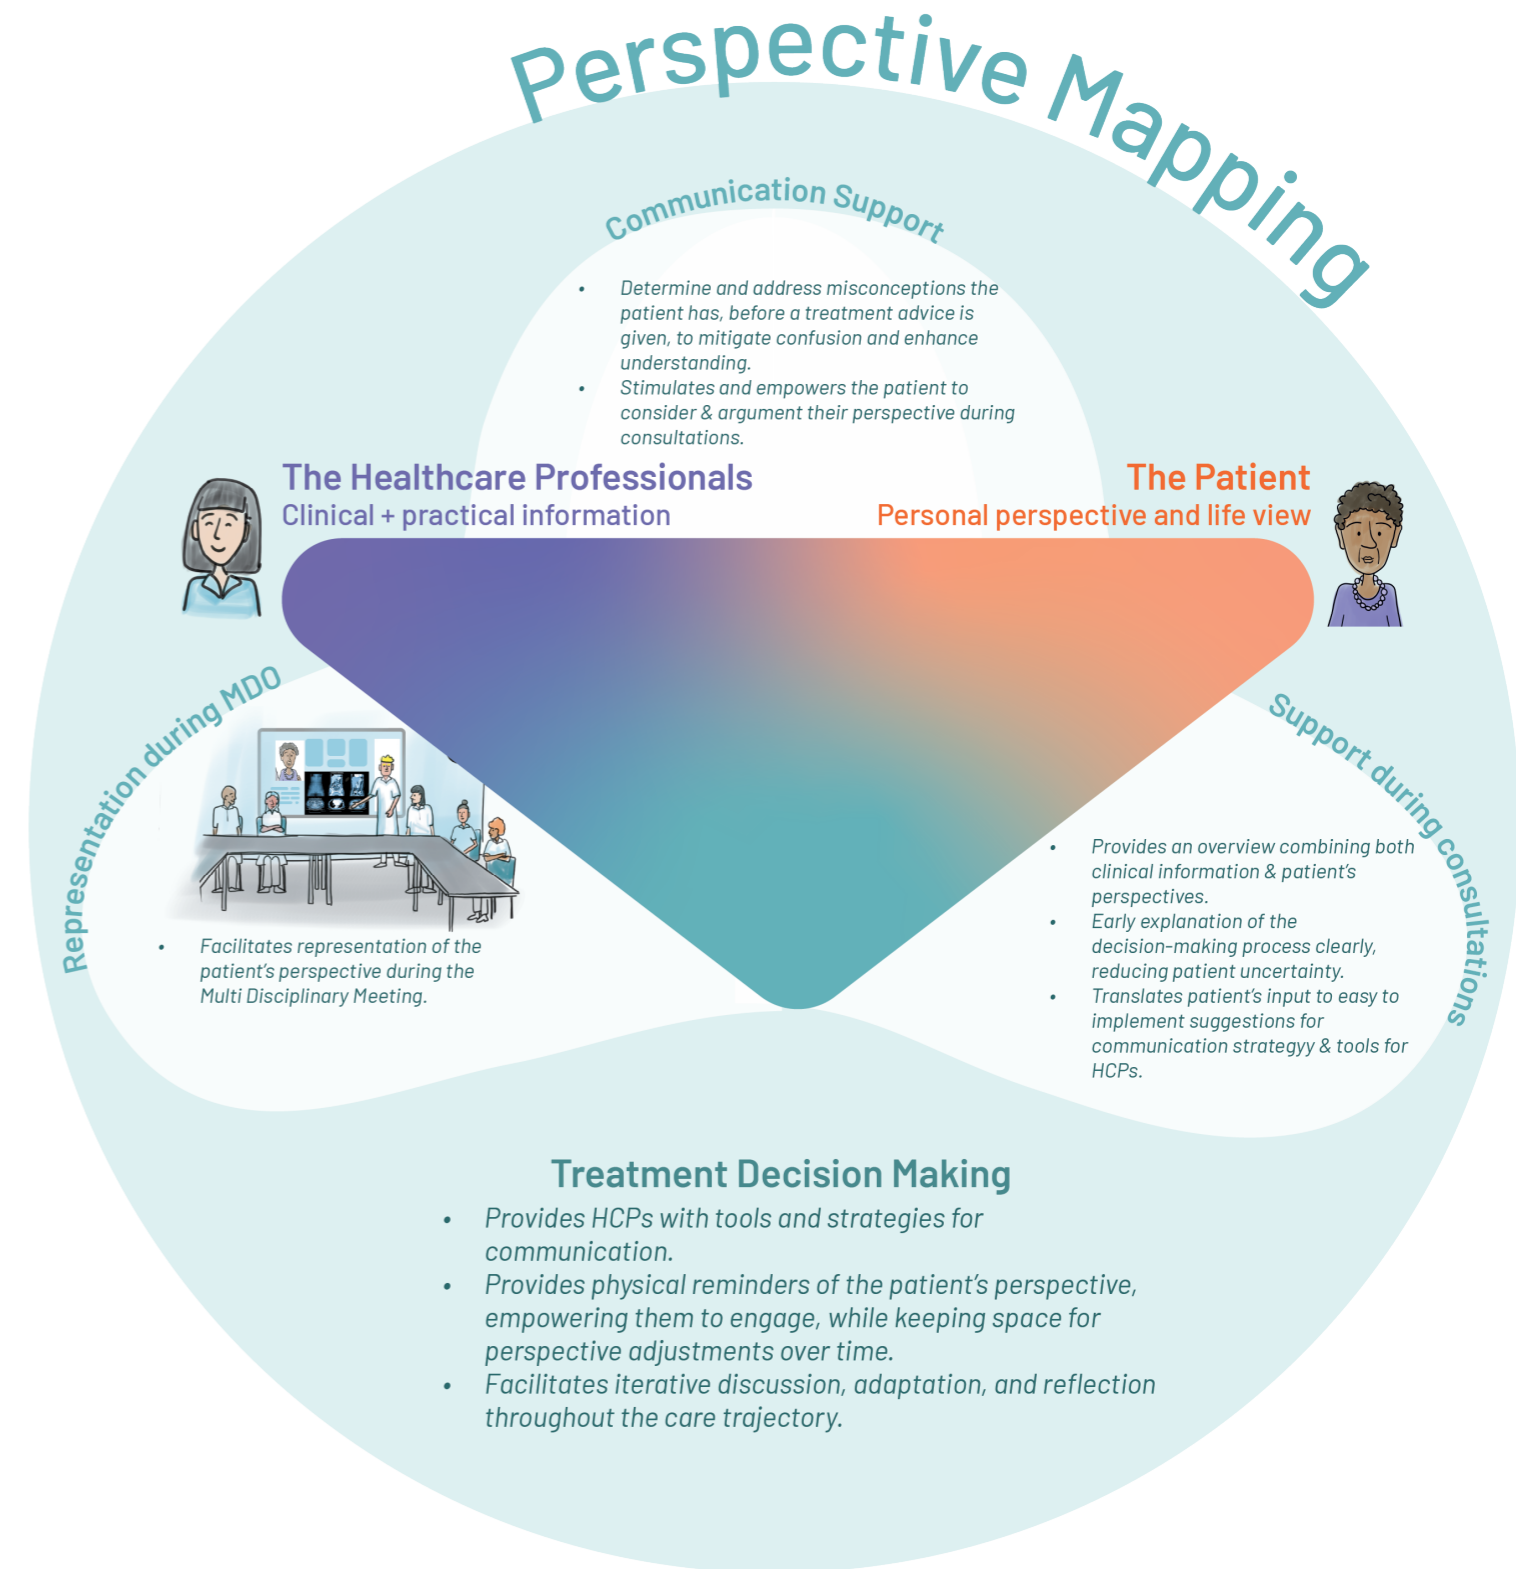 Perspective Mapping
Communication Support
• Determine and address misconceptions the
patient has, before a treatment advice is
given, to mitigate confusion and enhance
understanding.
• Stimulates and empowers the patient to
consider & argument their perspective during
consultations.
The Healthcare Professionals
Clinical + practical information
The Patient
Personal perspective and life view
Representation during MDO
• Facilitates representation of the
patient's perspective during the
Multi Disciplinary Meeting.
Support during consultations
• Provides an overview combining both
clinical information & patient's
perspectives.
• Early explanation of the
decision-making process clearly,
reducing patient uncertainty.
• Translates patient's input to easy to
implement suggestions for
communication strategyy & tools for
HCPs.
Treatment Decision Making
• Provides HCPs with tools and strategies for
communication.
• Provides physical reminders of the patient's perspective,
empowering them to engage, while keeping space for
perspective adjustments over time.
• Facilitates iterative discussion, adaptation, and reflection
throughout the care trajectory.